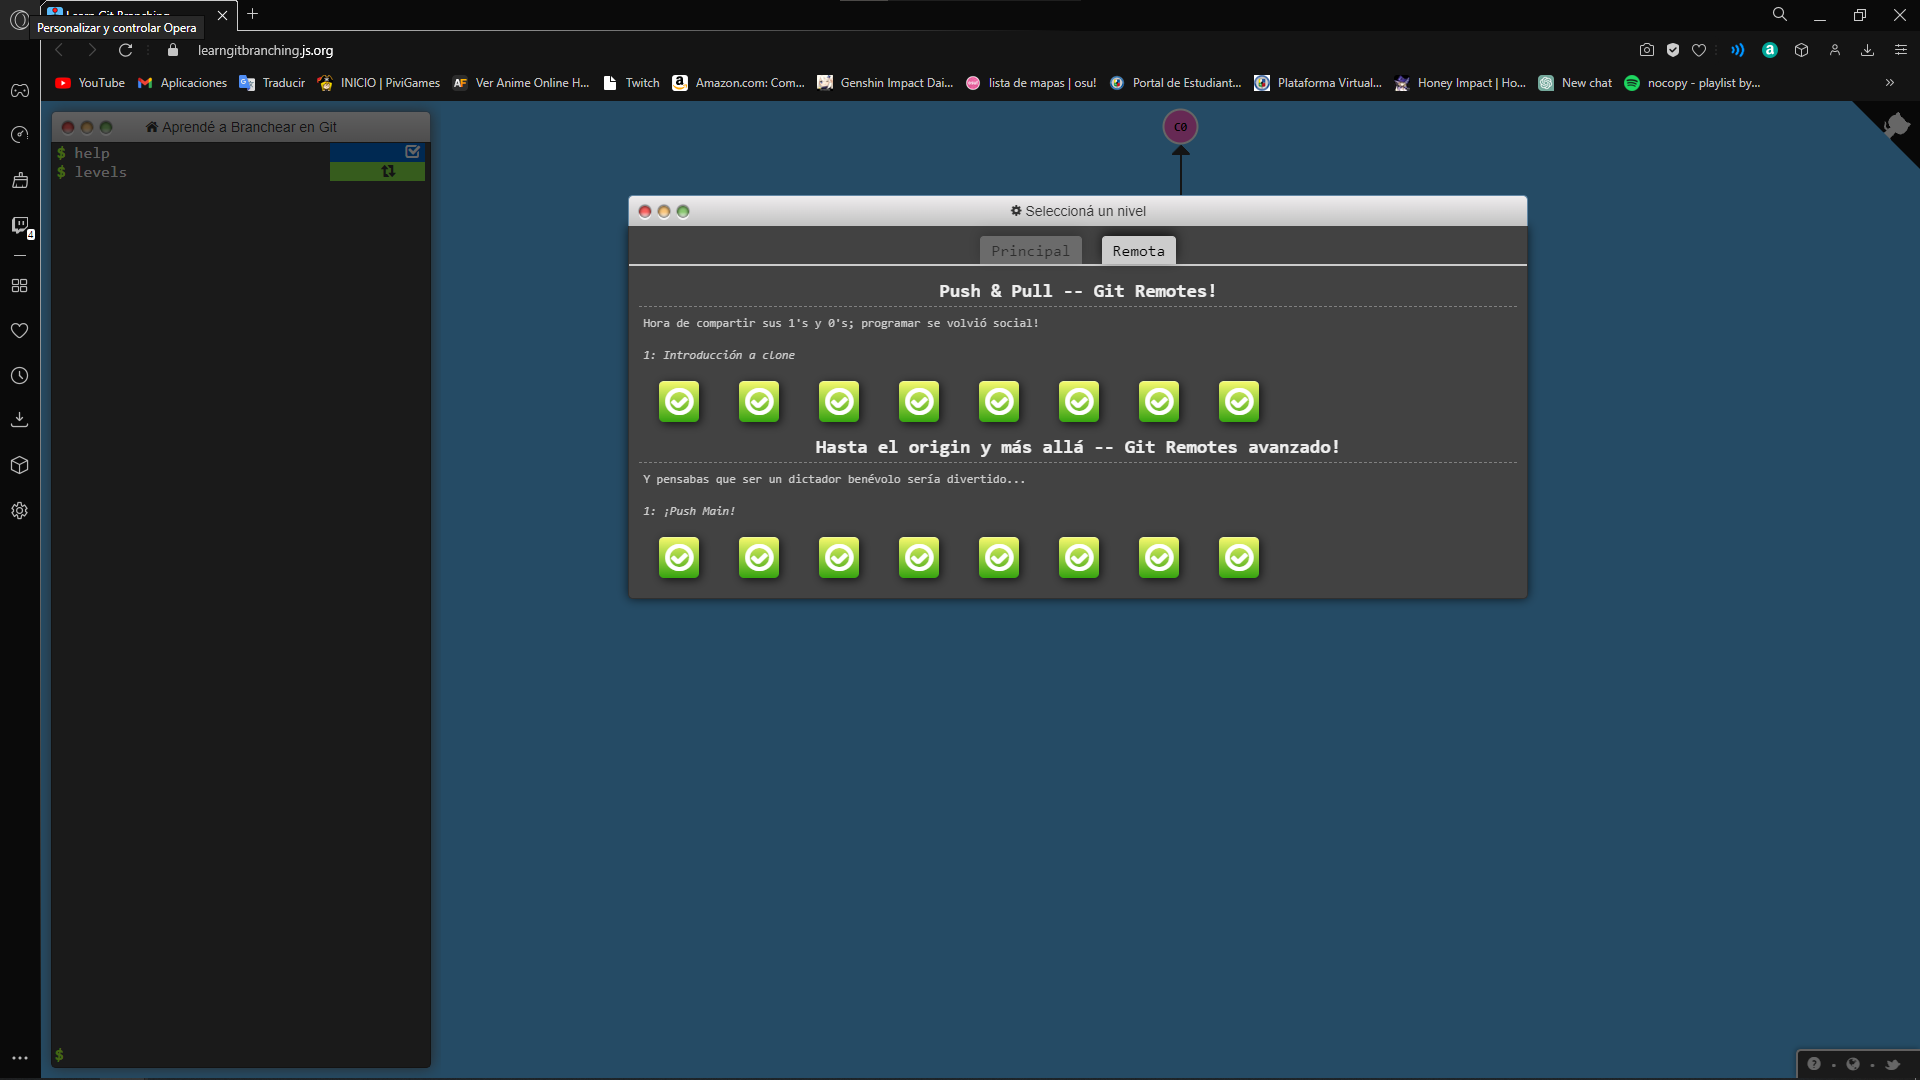 Personalizar y controlar Opera
learngitbranching.js.org
YouTube
Aplicaciones
Traducir
INICIO | PiviGames
AF
Ver Anime Online H...
Twitch
Amazon.com: Com...
Genshin Impact Dai...
lista de mapas | osu!
Portal de Estudiant...
Plataforma Virtual...
Honey Impact | Ho...
New chat
nocopy - playlist by...
4
Aprendé a Branchear en Git
$ help
$ levels
$
C0
Seleccioná un nivel
Principal
Remota
Push & Pull -- Git Remotes!
Hora de compartir sus 1's y 0's; programar se volvió social!
1: Introducción a clone
Hasta el origin y más allá -- Git Remotes avanzado!
Y pensabas que ser un dictador benévolo sería divertido...
1: ¡Push Main!